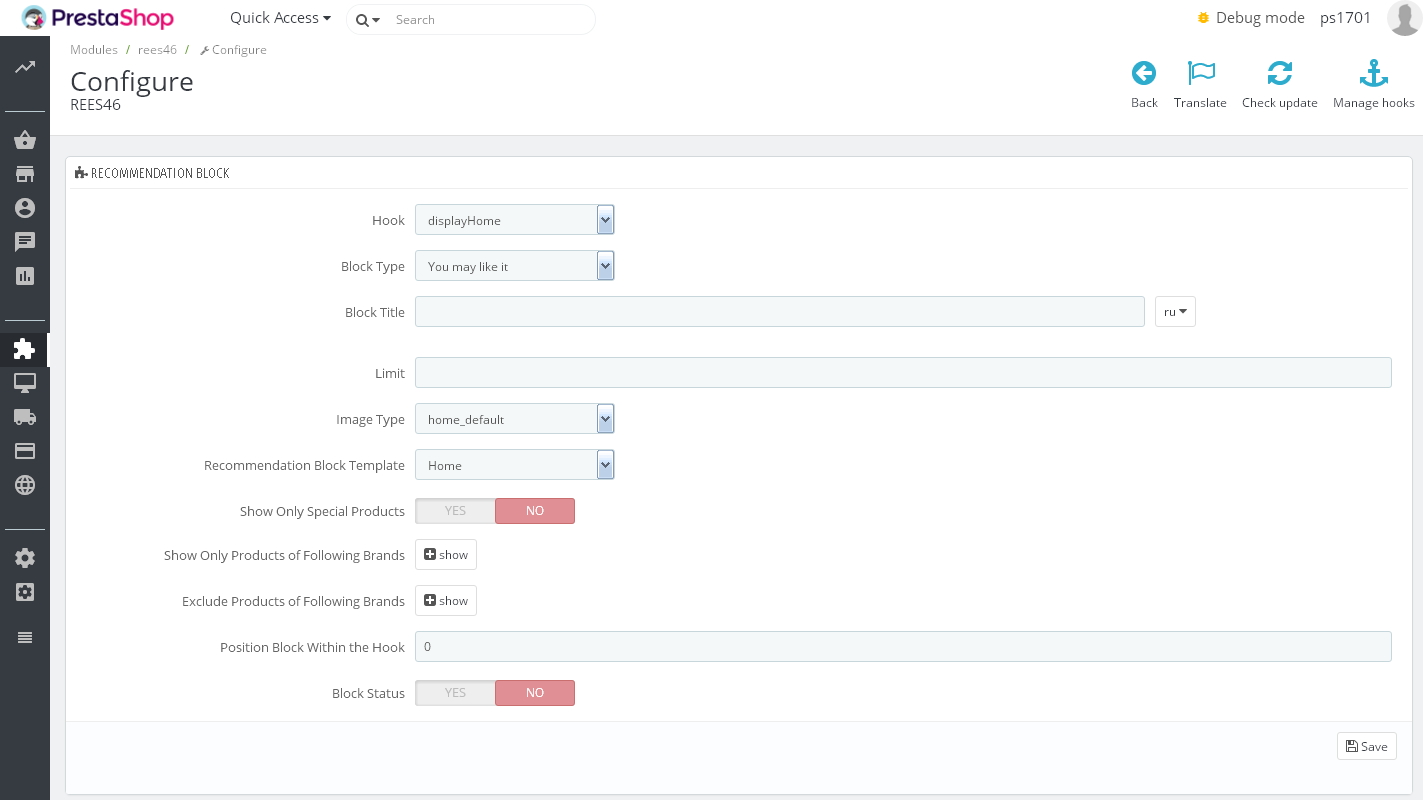 PrestaShop
Quick Access
Search
Debug mode
ps1701
Modules / rees46 / Configure
Configure
REES46
Back
Translate
Check update
Manage hooks
RECOMMENDATION BLOCK
Hook displayHome
Block Type You may like it
Block Title ru
Limit
Image Type home_default
Recommendation Block Template Home
Show Only Special Products YES NO
Show Only Products of Following Brands show
Exclude Products of Following Brands show
Position Block Within the Hook 0
Block Status YES NO
Save